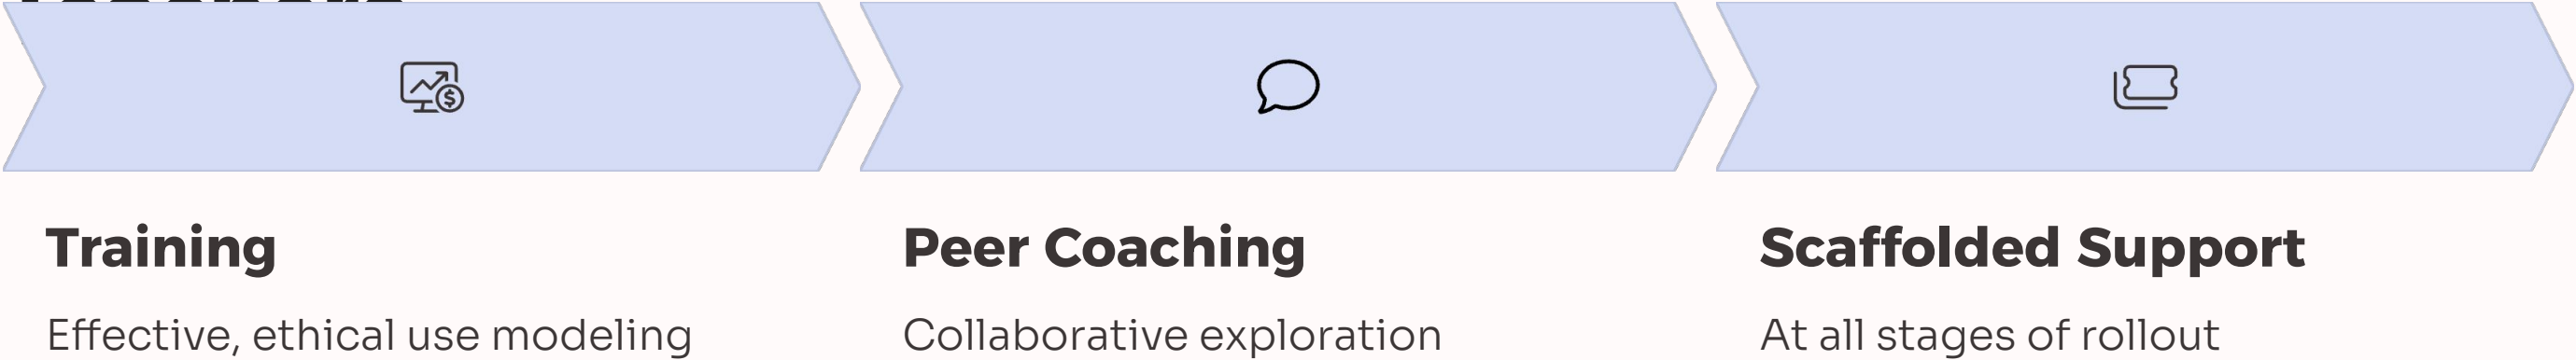 Training
Effective, ethical use modeling
Peer Coaching
Collaborative exploration
Scaffolded Support
At all stages of rollout